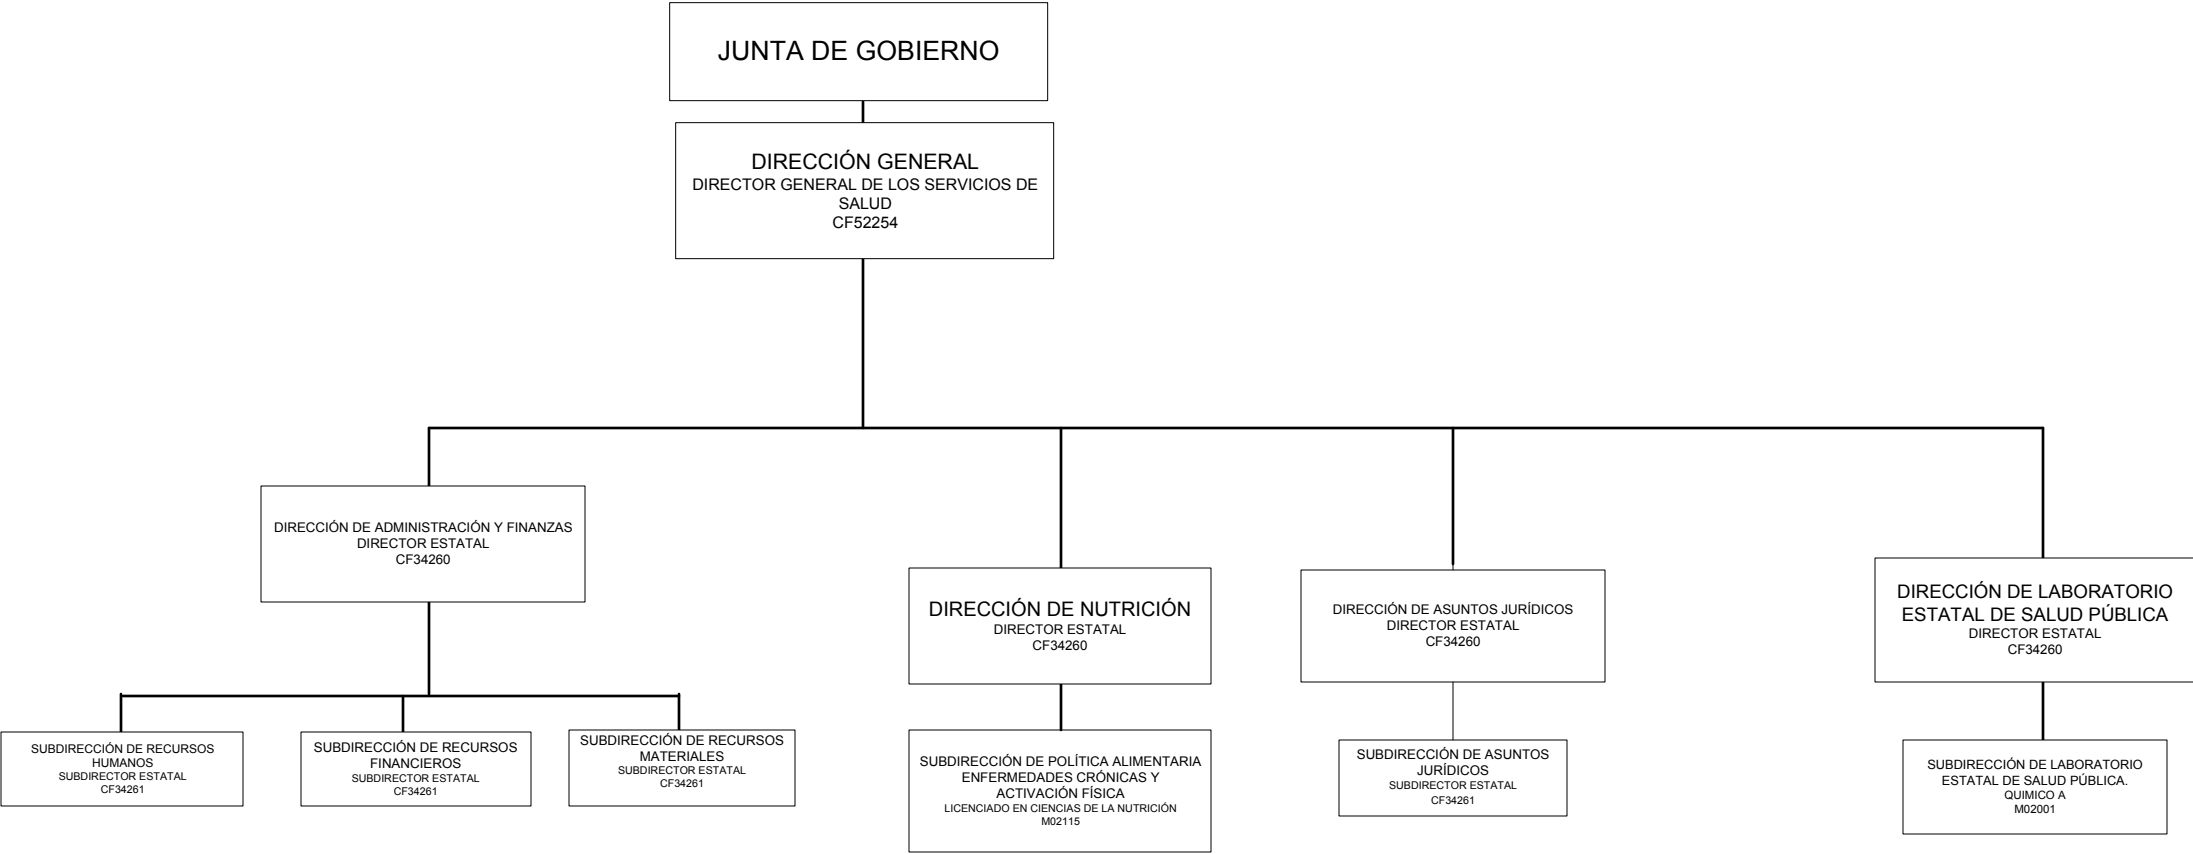 JUNTA DE GOBIERNO
DIRECCIÓN GENERAL
DIRECTOR GENERAL DE LOS SERVICIOS DE
SALUD
CF52254
DIRECCIÓN DE ADMINISTRACIÓN Y FINANZAS
DIRECTOR ESTATAL
CF34260
DIRECCIÓN DE NUTRICIÓN
DIRECTOR ESTATAL
CF34260
DIRECCIÓN DE ASUNTOS JURÍDICOS
DIRECTOR ESTATAL
CF34260
DIRECCIÓN DE LABORATORIO
ESTATAL DE SALUD PÚBLICA
DIRECTOR ESTATAL
CF34260
SUBDIRECCIÓN DE RECURSOS
HUMANOS
SUBDIRECTOR ESTATAL
CF34261
SUBDIRECCIÓN DE RECURSOS
FINANCIEROS
SUBDIRECTOR ESTATAL
CF34261
SUBDIRECCIÓN DE RECURSOS
MATERIALES
SUBDIRECTOR ESTATAL
CF34261
SUBDIRECCIÓN DE POLÍTICA ALIMENTARIA
ENFERMEDADES CRÓNICAS Y
ACTIVACIÓN FÍSICA
LICENCIADO EN CIENCIAS DE LA NUTRICIÓN
M02115
SUBDIRECCIÓN DE ASUNTOS
JURÍDICOS
SUBDIRECTOR ESTATAL
CF34261
SUBDIRECCIÓN DE LABORATORIO
ESTATAL DE SALUD PÚBLICA.
QUIMICO A
M02001